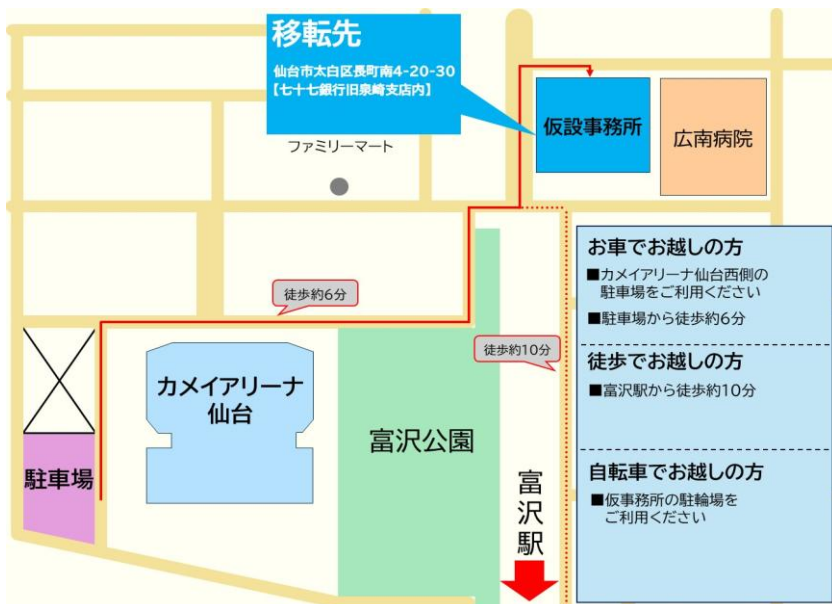 移転先
仙台市太白区長町南4-20-30
【七十七銀行旧泉崎支店内】
ファミリーマート
仮設事務所
広南病院
徒歩約6分
徒歩約10分
カメイアリーナ
仙台
富沢公園
駐車場
富沢駅
お車でお越しの方
■カメイアリーナ仙台西側の
駐車場をご利用ください
■駐車場から徒歩約6分
徒歩でお越しの方
■富沢駅から徒歩約10分
自転車でお越しの方
■仮事務所の駐輪場を
ご利用ください